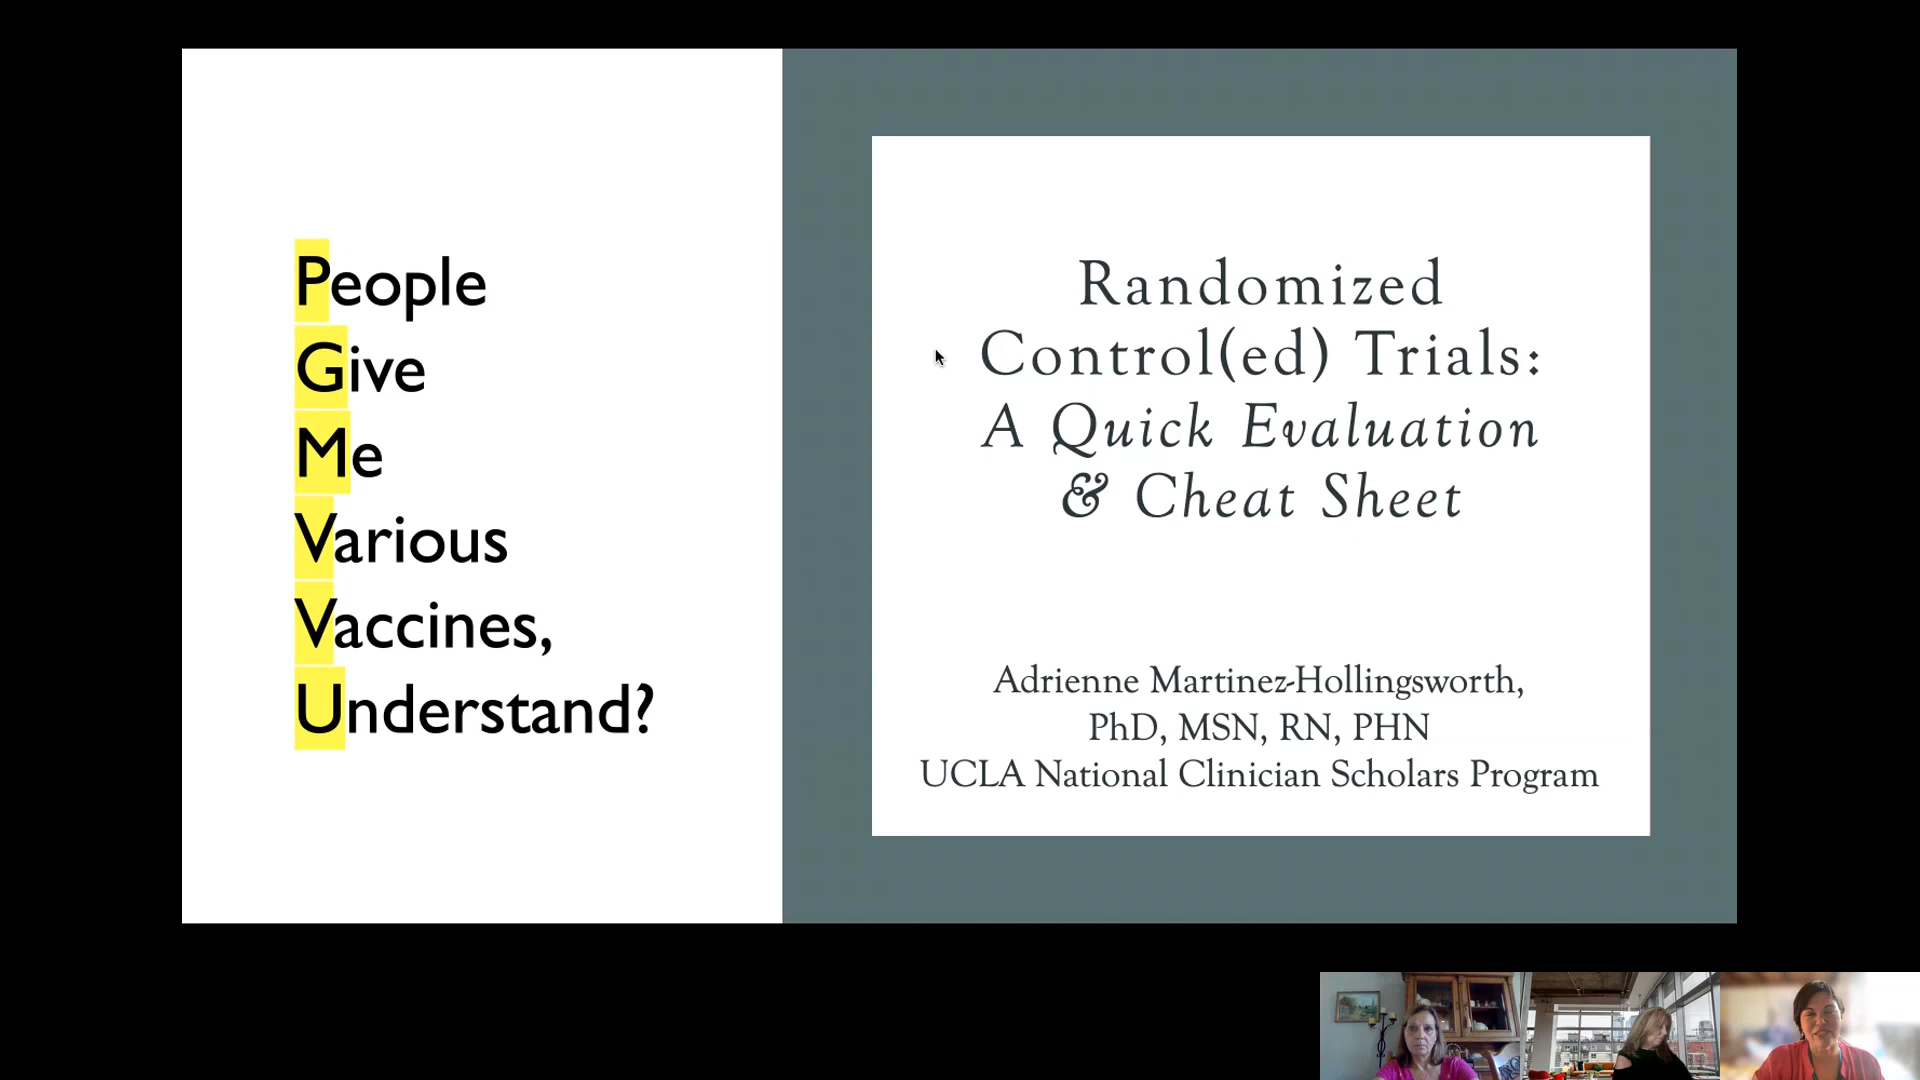 People
Give
Me
Various
Vaccines,
Understand?
Randomized
Control(ed) Trials:
A Quick Evaluation
& Cheat Sheet
Adrienne Martinez-Hollingsworth,
PhD, MSN, RN, PHN
UCLA National Clinician Scholars Program